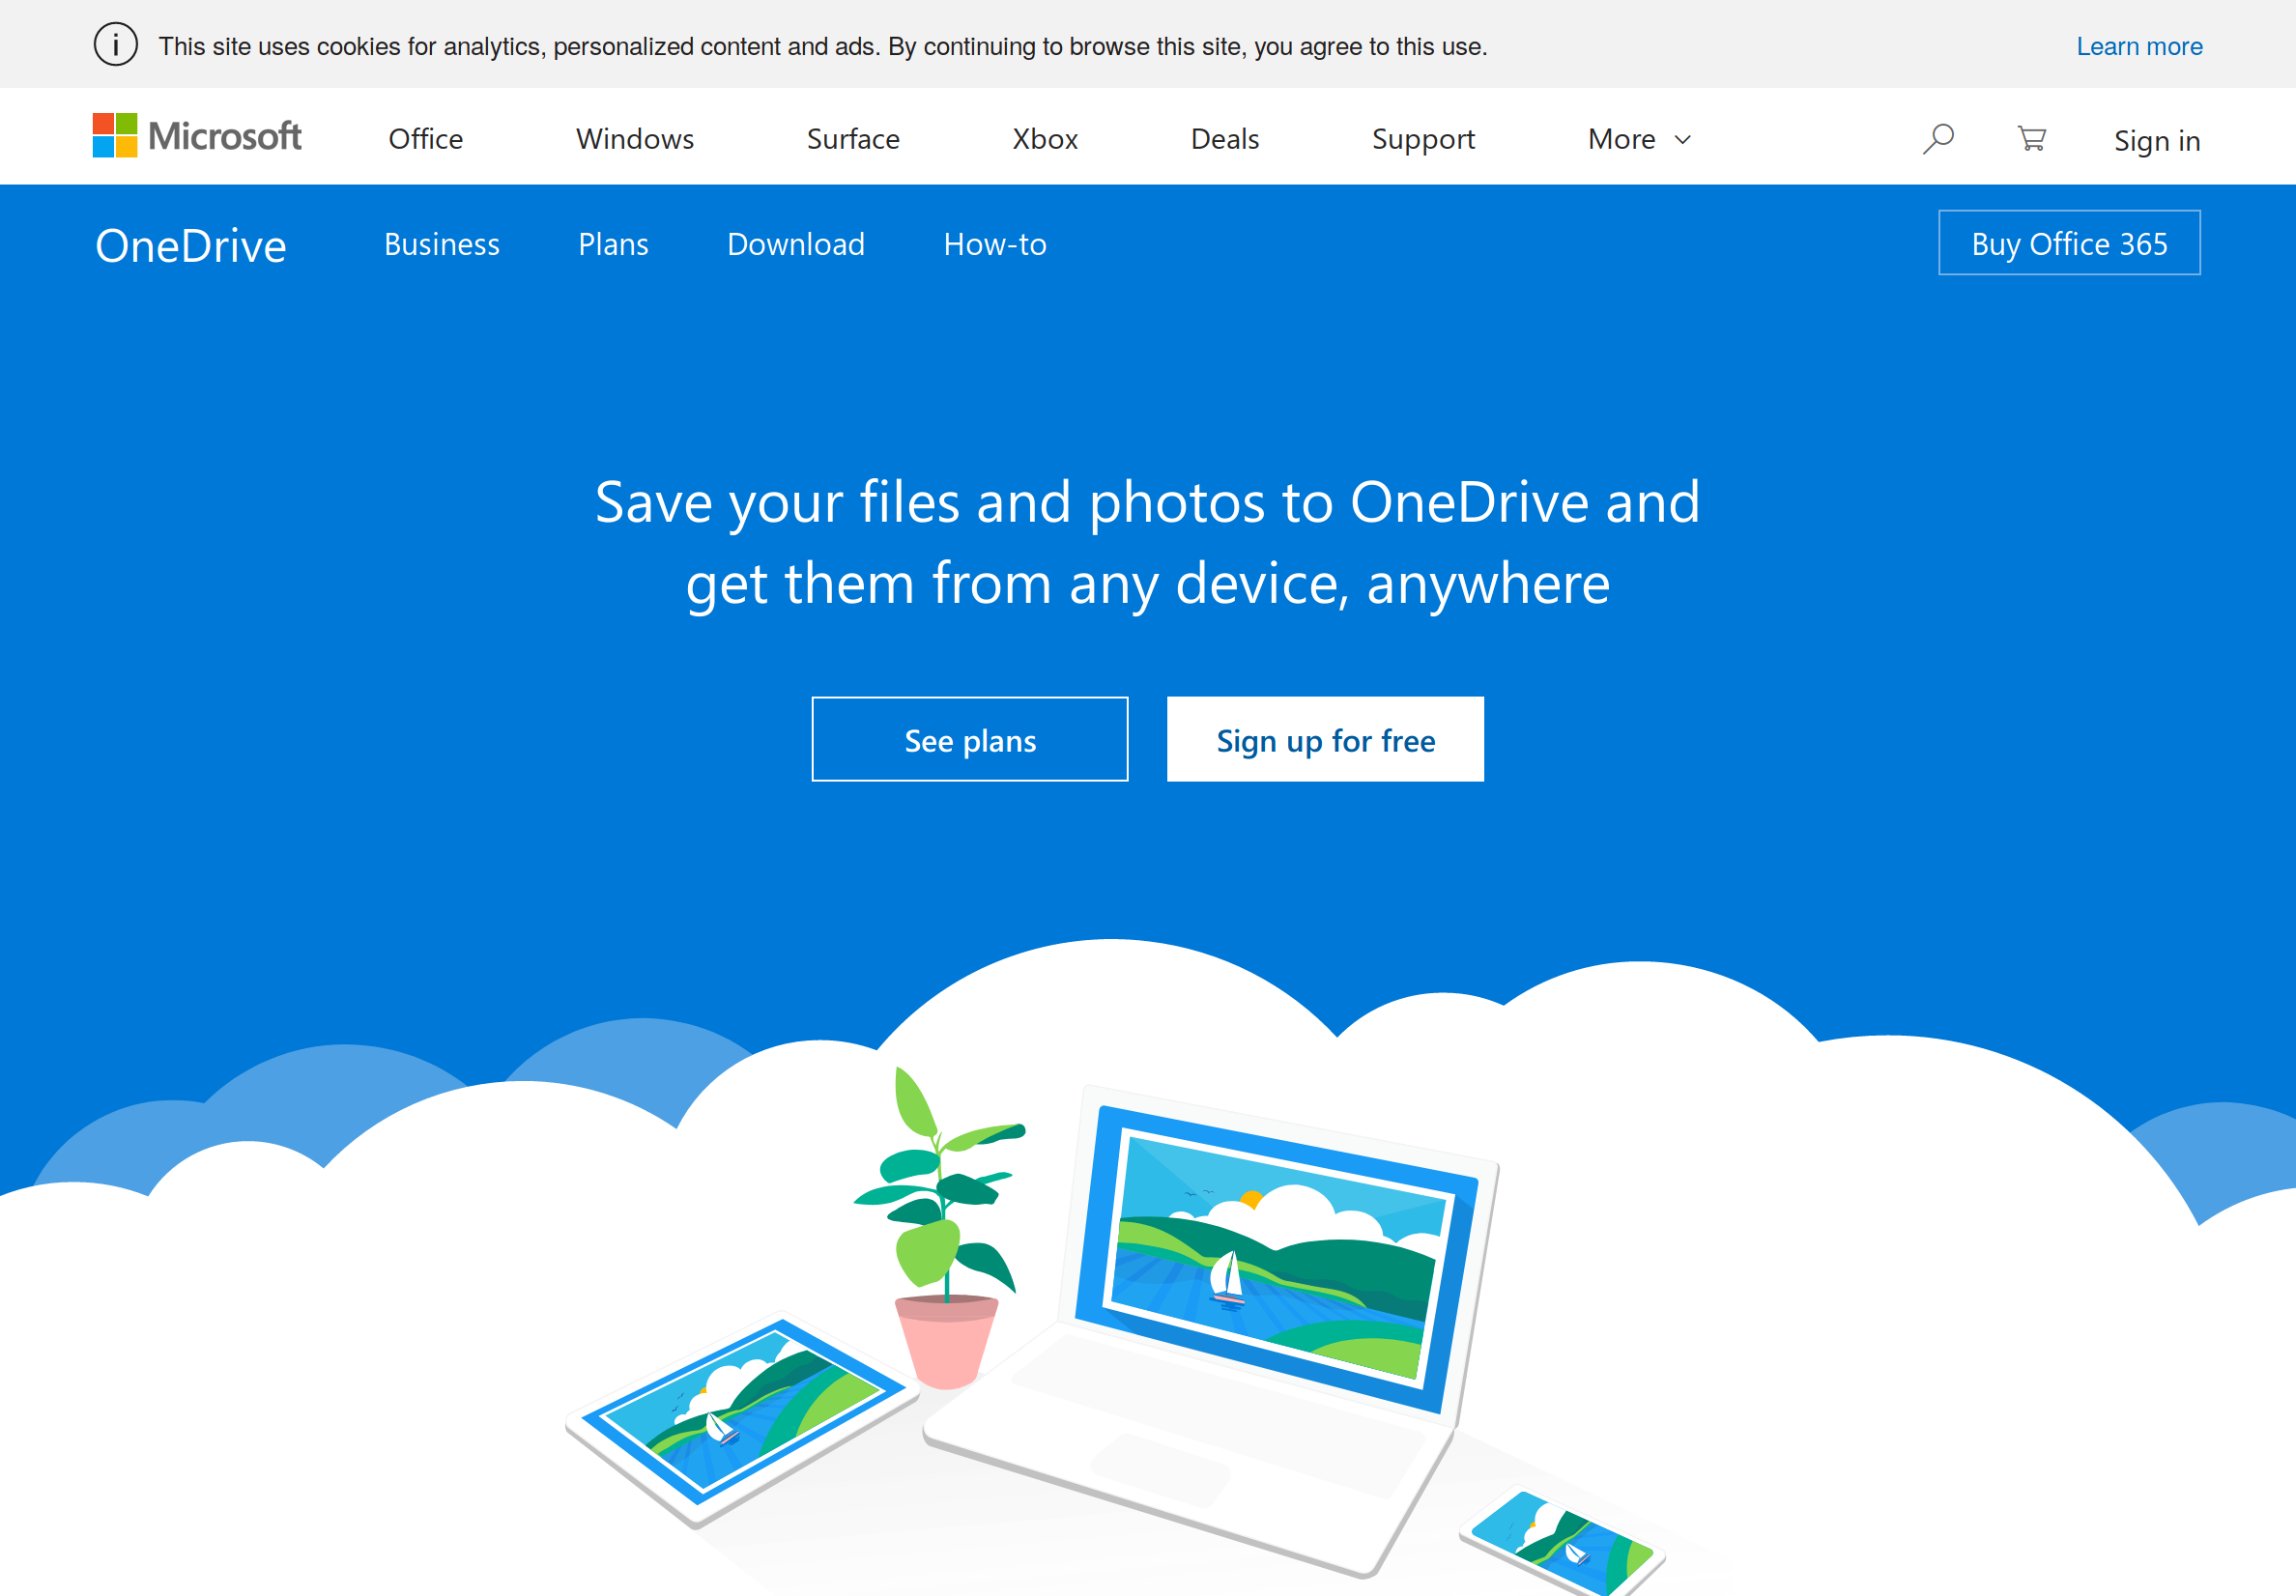 This site uses cookies for analytics, personalized content and ads. By continuing to browse this site, you agree to this use.
Learn more
Microsoft
Office
Windows
Surface
Xbox
Deals
Support
More
Sign in
OneDrive
Business
Plans
Download
How-to
Buy Office 365
Save your files and photos to OneDrive and
get them from any device, anywhere
See plans
Sign up for free